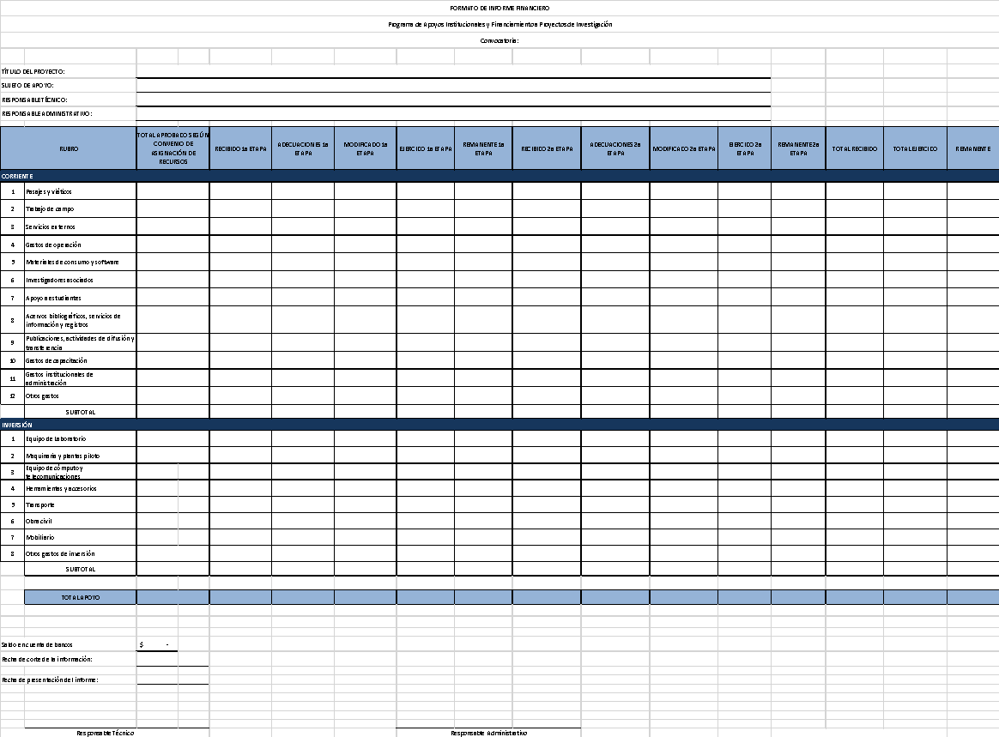 FORMATO DE INFORME FINANCIERO
Programa de Apoyos Institucionales y Financiamiento a Proyectos de Investigación
Convocatoria:
TÍTULO DEL PROYECTO:
SUJETO DE APOYO:
RESPONSABLE TÉCNICO:
RESPONSABLE ADMINISTRATIVO:
RUBRO
TOTAL APROBADO SEGÚN
CONVENIO DE
ASIGNACIÓN DE
RECURSOS
RECIBIDO 1a ETAPA
ADECUACIONES 1a
ETAPA
MODIFICADO 1a
ETAPA
EJERCIDO 1a ETAPA
REMANENTE 1a
ETAPA
RECIBIDO 2a ETAPA
ADECUACIONES 2a
ETAPA
MODIFICADO 2a ETAPA
EJERCICO 2a
ETAPA
REMANENTE 2a
ETAPA
TOTAL RECIBIDO
TOTAL EJERCICO
REMANENTE
CORRIENTE
1 Pasajes y viáticos
2 Trabajo de campo
3 Servicios externos
4 Gastos de operación
5 Materiales de consumo y software
6 Investigadores asociados
7 Apoyo a estudiantes
8 Acervos bibliográficos, servicios de
información y registros
9 Publicaciones, actividades de difusión y
transferencia
10 Gastos de capacitación
11 Gastos institucionales de
administración
12 Otros gastos
SUBTOTAL
INVERSIÓN
1 Equipo de Laboratorio
2 Maquinaria y plantas piloto
3 Equipo de cómputo y
telecomunicaciones
4 Herramientas y accesorios
5 Transporte
6 Obra civil
7 Mobiliario
8 Otros gastos de inversión
SUBTOTAL
TOTAL APOYO
Saldo en cuenta de bancos $ -
Fecha de corte de la información:
Fecha de presentación del informe:
Responsable Técnico Responsable Administrativo